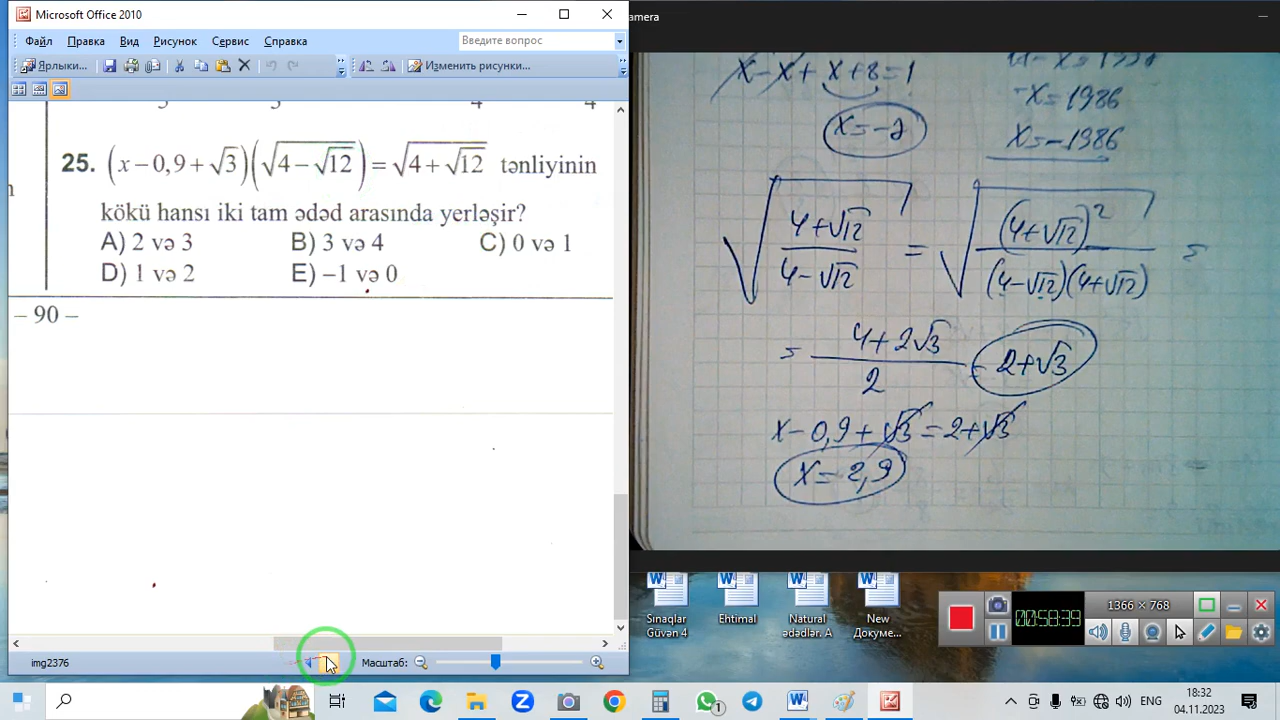 Microsoft Office 2010
Файл Правка Вид Рисунок Сервис Справка
Введите вопрос
Ярлыки...
Изменить рисунки...
25. (x – 0,9 + √3)(√(4 – √12)) = √(4 + √12) tənliyinin
kökü hansı iki tam ədəd arasında yerləşir?
A) 2 və 3 B) 3 və 4 C) 0 və 1
D) 1 və 2 E) –1 və 0
– 90 –
img2376
Масштаб:
amera
x – x + x+8 = 1
-x = 1986
x = -1986
√((4+√12)/(4-√12)) = √((4+√12)²/((4-√12)(4+√12))) =
= (4+2√3)/2 = 2+√3
x – 0,9 + √3 = 2+√3
x = 2,9
Sınaqlar
Güvən 4
Ehtimal
Natural
ədədlər. A
New
Докуме...
1366 × 768
00:58:39
ENG
18:32
04.11.2023